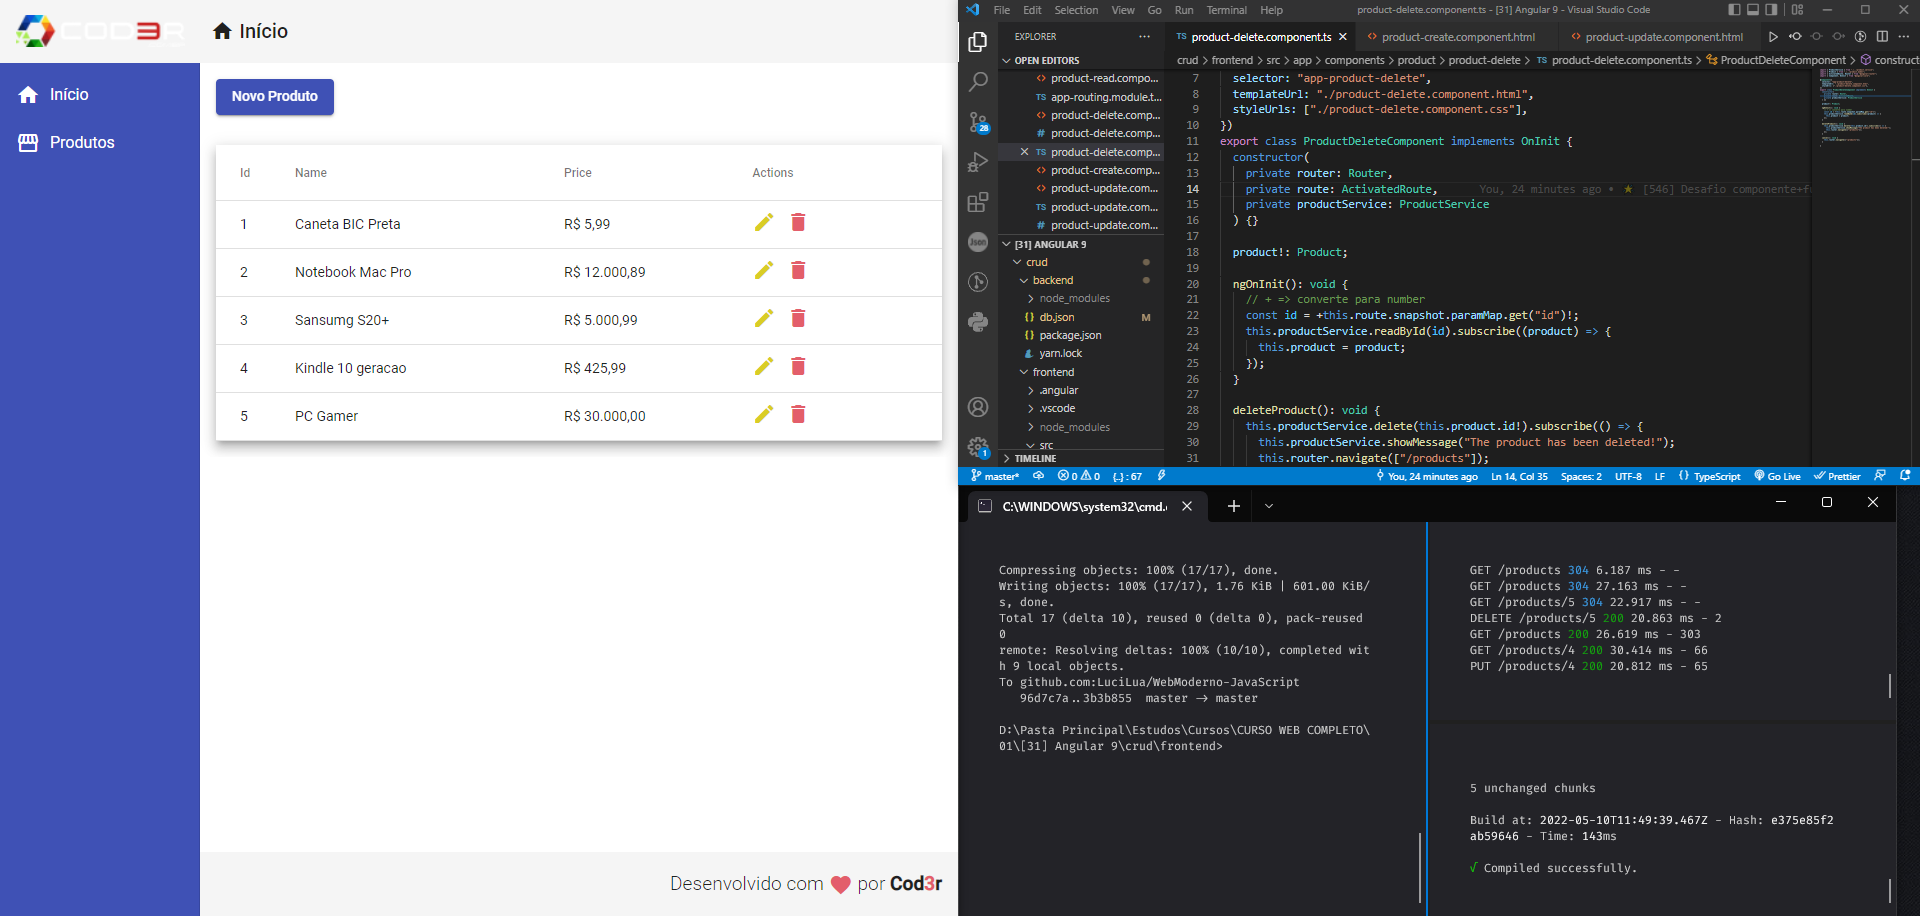 COD3R
Início
Início
Produtos
Novo Produto
Id Name Price Actions
1 Caneta BIC Preta R$ 5,99
2 Notebook Mac Pro R$ 12.000,89
3 Sansumg S20+ R$ 5.000,99
4 Kindle 10 geracao R$ 425,99
5 PC Gamer R$ 30.000,00
Desenvolvido com por Cod3r
File Edit Selection View Go Run Terminal Help product-delete.component.ts - [31] Angular 9 - Visual Studio Code
EXPLORER ···
TS product-delete.component.ts × <> product-create.component.html <> product-update.component.html
crud > frontend > src > app > components > product > product-delete > TS product-delete.component.ts > ProductDeleteComponent > construct
OPEN EDITORS
<> product-read.compo...
TS app-routing.module.t...
<> product-delete.comp...
# product-delete.comp...
× TS product-delete.comp...
<> product-create.comp...
<> product-update.com...
TS product-update.com...
# product-update.com...
[31] ANGULAR 9
crud
backend
node_modules
{} db.json M
{} package.json
yarn.lock
frontend
.angular
.vscode
node_modules
src
TIMELINE
28
Json
1
7 selector: "app-product-delete",
8 templateUrl: "./product-delete.component.html",
9 styleUrls: ["./product-delete.component.css"],
10 })
11 export class ProductDeleteComponent implements OnInit {
12 constructor(
13 private router: Router,
14 private route: ActivatedRoute, You, 24 minutes ago • ★ [546] Desafio componente+f
15 private productService: ProductService
16 ) {}
17
18 product!: Product;
19
20 ngOnInit(): void {
21 // + => converte para number
22 const id = +this.route.snapshot.paramMap.get("id")!;
23 this.productService.readById(id).subscribe((product) => {
24 this.product = product;
25 });
26 }
27
28 deleteProduct(): void {
29 this.productService.delete(this.product.id!).subscribe(() => {
30 this.productService.showMessage("The product has been deleted!");
31 this.router.navigate(["/products"]);
master* 0 0 {..} : 67 You, 24 minutes ago Ln 14, Col 35 Spaces: 2 UTF-8 LF {} TypeScript Go Live Prettier
C:\WINDOWS\system32\cmd. × +
Compressing objects: 100% (17/17), done.
Writing objects: 100% (17/17), 1.76 KiB | 601.00 KiB/
s, done.
Total 17 (delta 10), reused 0 (delta 0), pack-reused
0
remote: Resolving deltas: 100% (10/10), completed wit
h 9 local objects.
To github.com:LuciLua/WebModerno-JavaScript
96d7c7a..3b3b855 master -> master
D:\Pasta Principal\Estudos\Cursos\CURSO WEB COMPLETO\
01\[31] Angular 9\crud\frontend>
GET /products 304 6.187 ms - -
GET /products 304 27.163 ms - -
GET /products/5 304 22.917 ms - -
DELETE /products/5 200 20.863 ms - 2
GET /products 200 26.619 ms - 303
GET /products/4 200 30.414 ms - 66
PUT /products/4 200 20.812 ms - 65
5 unchanged chunks
Build at: 2022-05-10T11:49:39.467Z - Hash: e375e85f2
ab59646 - Time: 143ms
√ Compiled successfully.